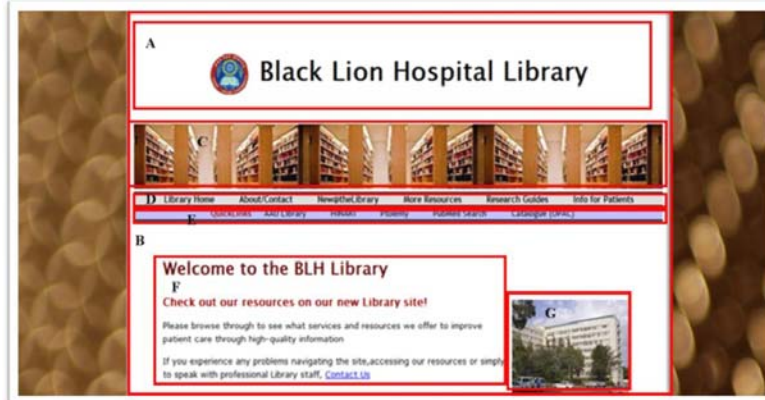 A
Black Lion Hospital Library
C
D Library Home About/Contact New@theLibrary More Resources Research Guides Info for Patients
E QuickLinks AAU Library HINARI Ptolemy PubMed Search Catalogue (OPAC)
B
Welcome to the BLH Library
F
Check out our resources on our new Library site!
G
Please browse through to see what services and resources we offer to improve
patient care through high-quality information
If you experience any problems navigating the site,accessing our resources or simply
to speak with professional Library staff, Contact Us